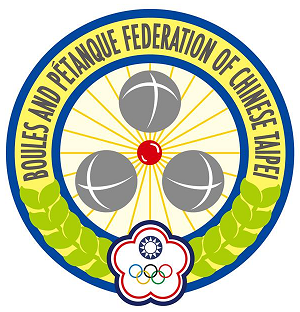 BOULES AND PÉTANQUE FEDERATION OF CHINESE TAIPEI